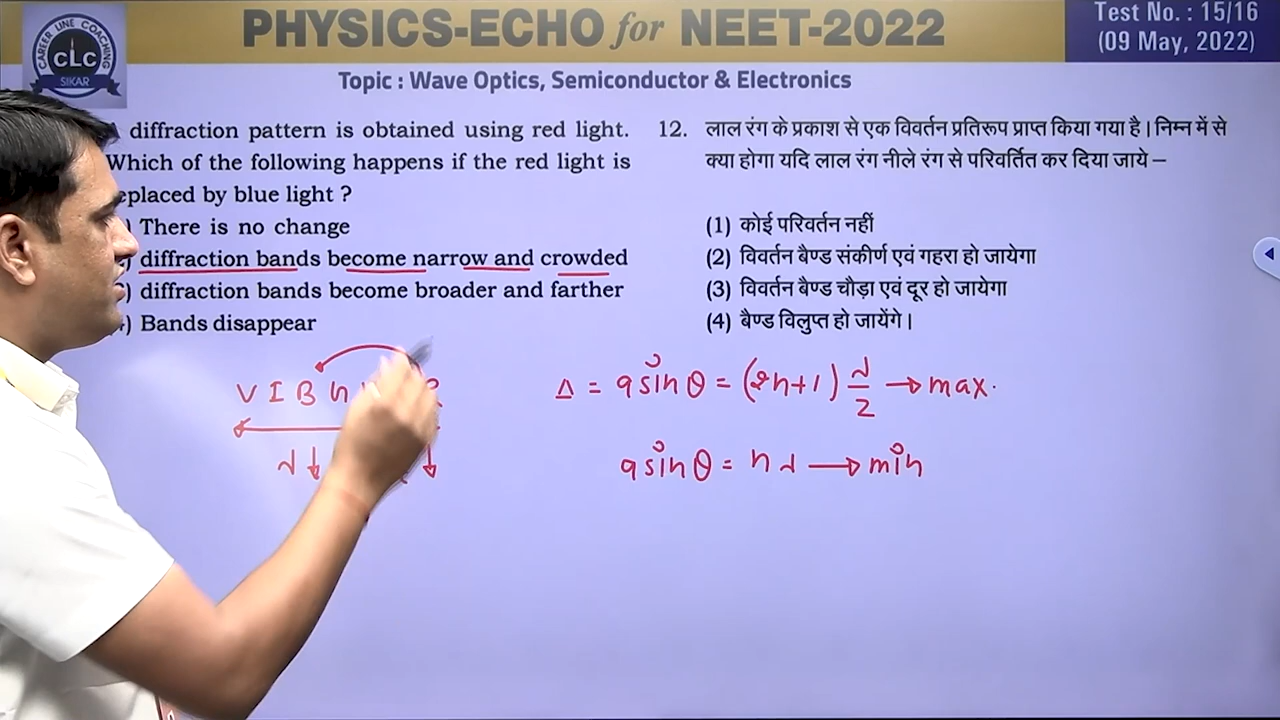 PHYSICS-ECHO for NEET-2022
Test No. : 15/16
(09 May, 2022)
CAREER LINE COACHING
CLC
SIKAR
Topic : Wave Optics, Semiconductor & Electronics
diffraction pattern is obtained using red light.
Which of the following happens if the red light is
eplaced by blue light ?
) There is no change
) diffraction bands become narrow and crowded
) diffraction bands become broader and farther
4) Bands disappear
12. लाल रंग के प्रकाश से एक विवर्तन प्रतिरूप प्राप्त किया गया है। निम्न में से
क्या होगा यदि लाल रंग नीले रंग से परिवर्तित कर दिया जाये –
(1) कोई परिवर्तन नहीं
(2) विवर्तन बैण्ड संकीर्ण एवं गहरा हो जायेगा
(3) विवर्तन बैण्ड चौड़ा एवं दूर हो जायेगा
(4) बैण्ड विलुप्त हो जायेंगे।
V I B
λ ↓ ↓
Δ = a sin θ = (2n+1) λ/2 → max.
a sin θ = n λ → min